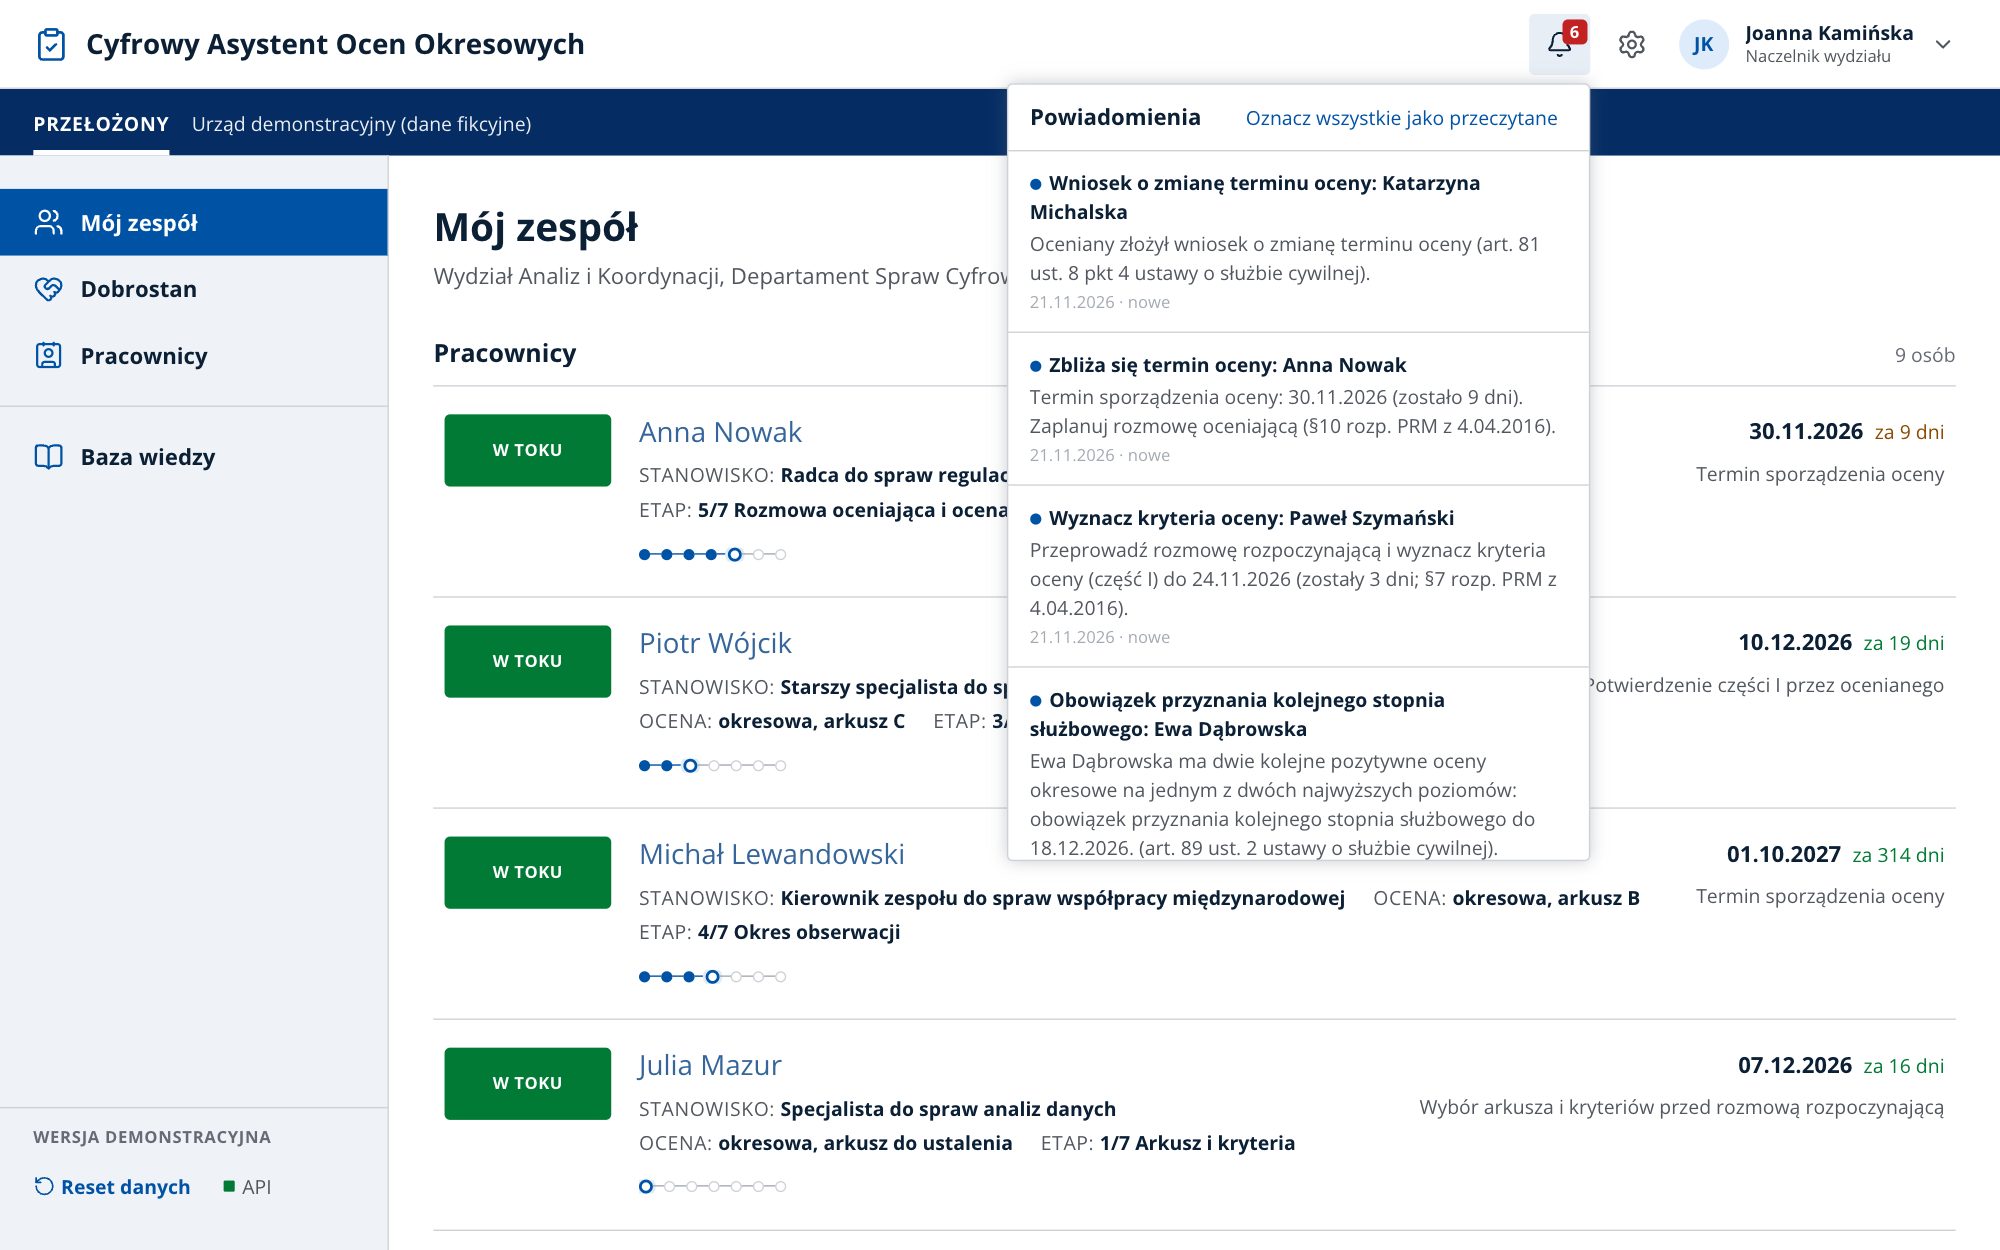 Cyfrowy Asystent Ocen Okresowych
6
JK
Joanna Kamińska
Naczelnik wydziału
PRZEŁOŻONY
Urząd demonstracyjny (dane fikcyjne)
Mój zespół
Dobrostan
Pracownicy
Baza wiedzy
WERSJA DEMONSTRACYJNA
Reset danych
API
Mój zespół
Wydział Analiz i Koordynacji, Departament Spraw
Pracownicy
9 osób
W TOKU
Anna Nowak
STANOWISKO: Radca do spraw
ETAP: 5/7 Rozmowa oceniająca i ocena
30.11.2026 za 9 dni
Termin sporządzenia oceny
W TOKU
Piotr Wójcik
STANOWISKO: Starszy specjalista do
OCENA: okresowa, arkusz C ETAP:
10.12.2026 za 19 dni
Potwierdzenie części I przez ocenianego
W TOKU
Michał Lewandowski
STANOWISKO: Kierownik zespołu do spraw współpracy międzynarodowej OCENA: okresowa, arkusz B
ETAP: 4/7 Okres obserwacji
01.10.2027 za 314 dni
Termin sporządzenia oceny
W TOKU
Julia Mazur
STANOWISKO: Specjalista do spraw analiz danych
OCENA: okresowa, arkusz do ustalenia ETAP: 1/7 Arkusz i kryteria
07.12.2026 za 16 dni
Wybór arkusza i kryteriów przed rozmową rozpoczynającą
Powiadomienia
Oznacz wszystkie jako przeczytane
Wniosek o zmianę terminu oceny: Katarzyna
Michalska
Oceniany złożył wniosek o zmianę terminu oceny (art. 81
ust. 8 pkt 4 ustawy o służbie cywilnej).
21.11.2026 · nowe
Zbliża się termin oceny: Anna Nowak
Termin sporządzenia oceny: 30.11.2026 (zostało 9 dni).
Zaplanuj rozmowę oceniającą (§10 rozp. PRM z 4.04.2016).
21.11.2026 · nowe
Wyznacz kryteria oceny: Paweł Szymański
Przeprowadź rozmowę rozpoczynającą i wyznacz kryteria
oceny (część I) do 24.11.2026 (zostały 3 dni; §7 rozp. PRM z
4.04.2016).
21.11.2026 · nowe
Obowiązek przyznania kolejnego stopnia
służbowego: Ewa Dąbrowska
Ewa Dąbrowska ma dwie kolejne pozytywne oceny
okresowe na jednym z dwóch najwyższych poziomów:
obowiązek przyznania kolejnego stopnia służbowego do
18.12.2026. (art. 89 ust. 2 ustawy o służbie cywilnej).